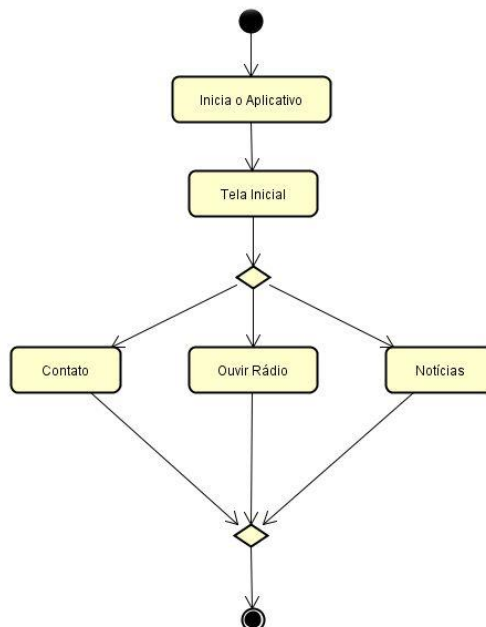 Inicia o Aplicativo
Tela Inicial
Contato
Ouvir Rádio
Notícias